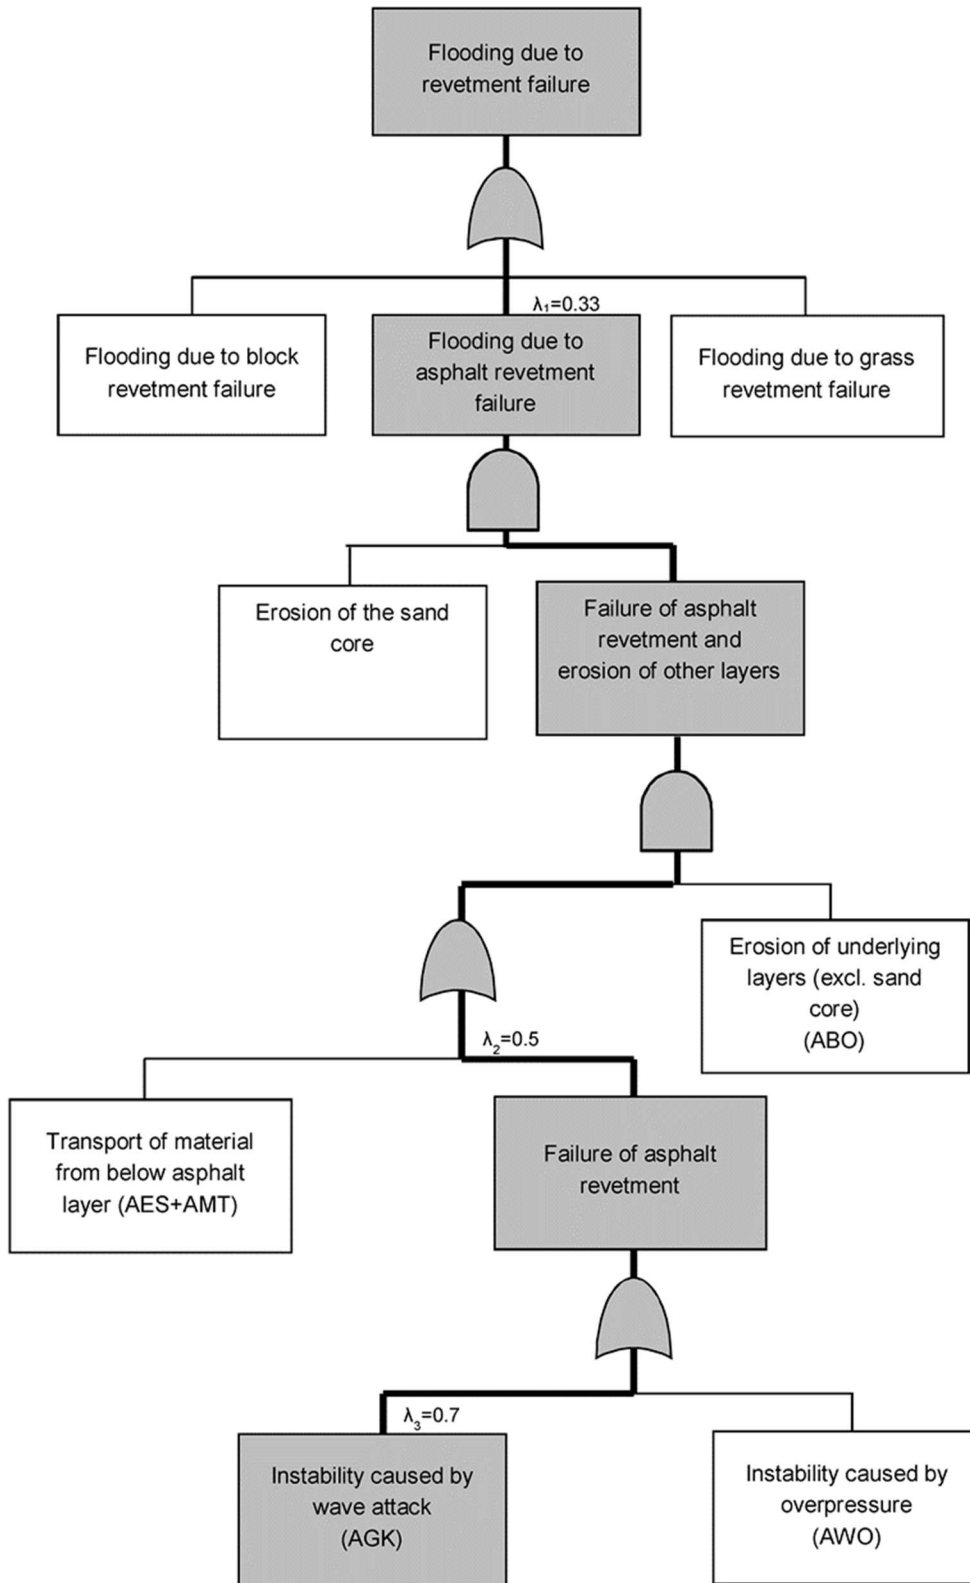 Flooding due to
revetment failure
λ₁=0.33
Flooding due to block
revetment failure
Flooding due to
asphalt revetment
failure
Flooding due to grass
revetment failure
Erosion of the sand
core
Failure of asphalt
revetment and
erosion of other layers
Erosion of underlying
layers (excl. sand
core)
(ABO)
λ₂=0.5
Transport of material
from below asphalt
layer (AES+AMT)
Failure of asphalt
revetment
λ₃=0.7
Instability caused by
wave attack
(AGK)
Instability caused by
overpressure
(AWO)